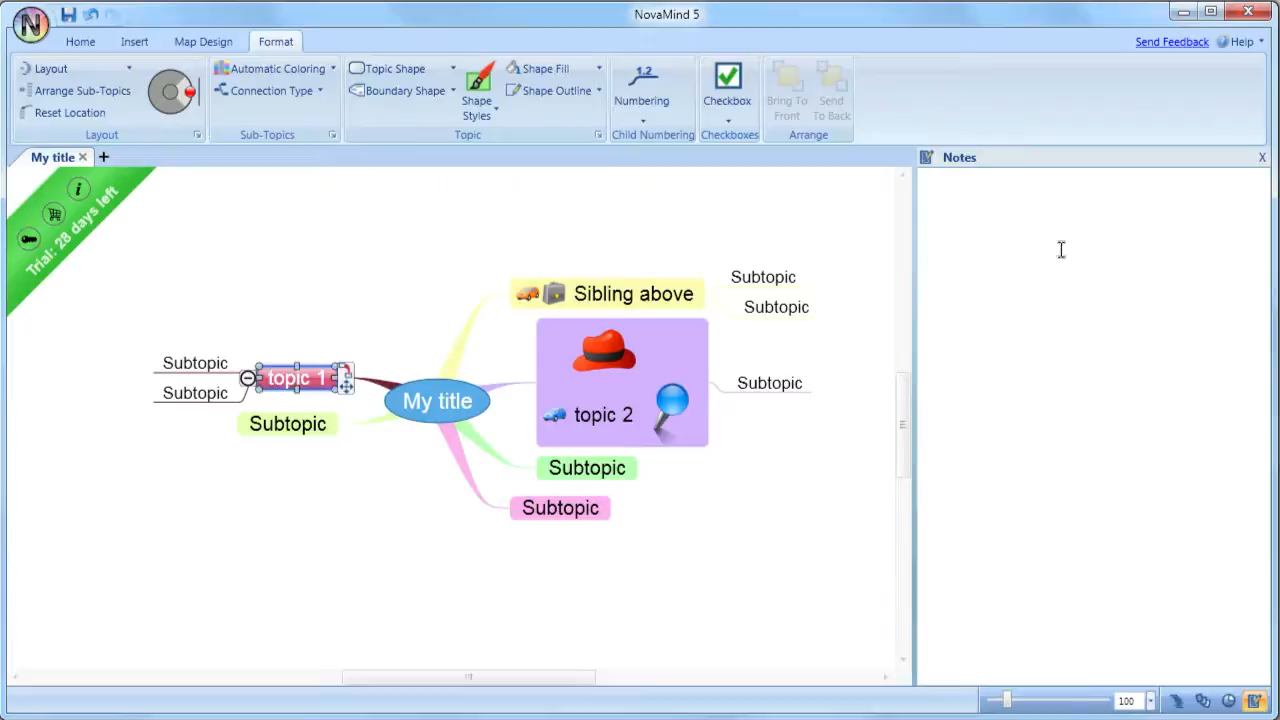 NovaMind 5
N
Home Insert Map Design Format
Send Feedback Help
Layout
Arrange Sub-Topics
Reset Location
Layout
Automatic Coloring
Connection Type
Sub-Topics
Topic Shape
Boundary Shape
Shape Styles
Shape Fill
Shape Outline
Topic
1.2
Numbering
Child Numbering
Checkbox
Checkboxes
Bring To Front
Send To Back
Arrange
My title
Notes X
i
Trial: 28 days left
Sibling above
Subtopic
Subtopic
topic 2
Subtopic
Subtopic
Subtopic
topic 1
Subtopic
Subtopic
My title
Subtopic
100